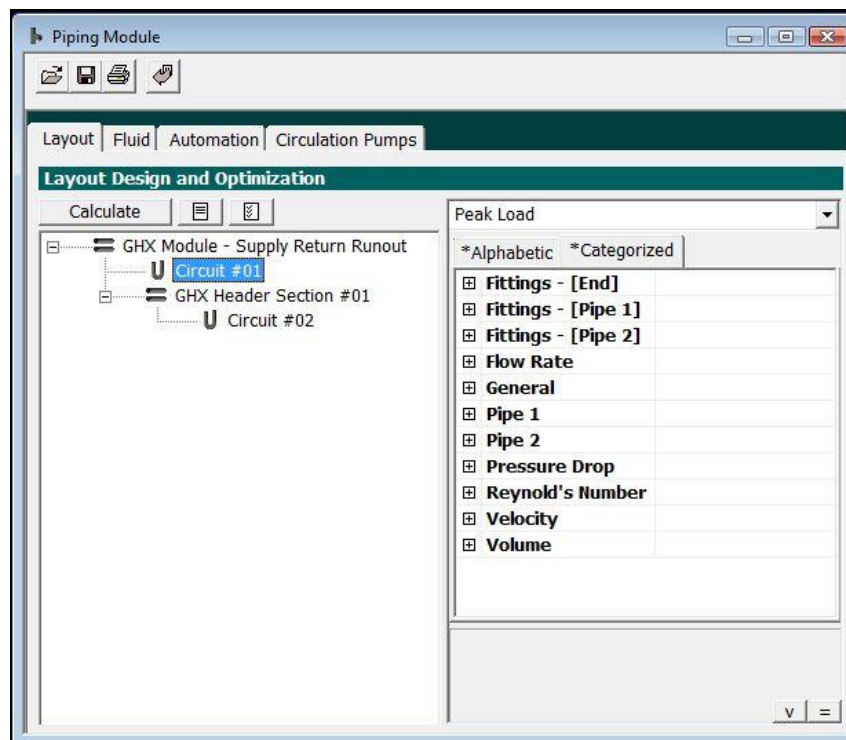 Piping Module
Layout Fluid Automation Circulation Pumps
Layout Design and Optimization
Calculate
GHX Module - Supply Return Runout
Circuit #01
GHX Header Section #01
Circuit #02
Peak Load
*Alphabetic *Categorized
Fittings - [End]
Fittings - [Pipe 1]
Fittings - [Pipe 2]
Flow Rate
General
Pipe 1
Pipe 2
Pressure Drop
Reynold's Number
Velocity
Volume
v =